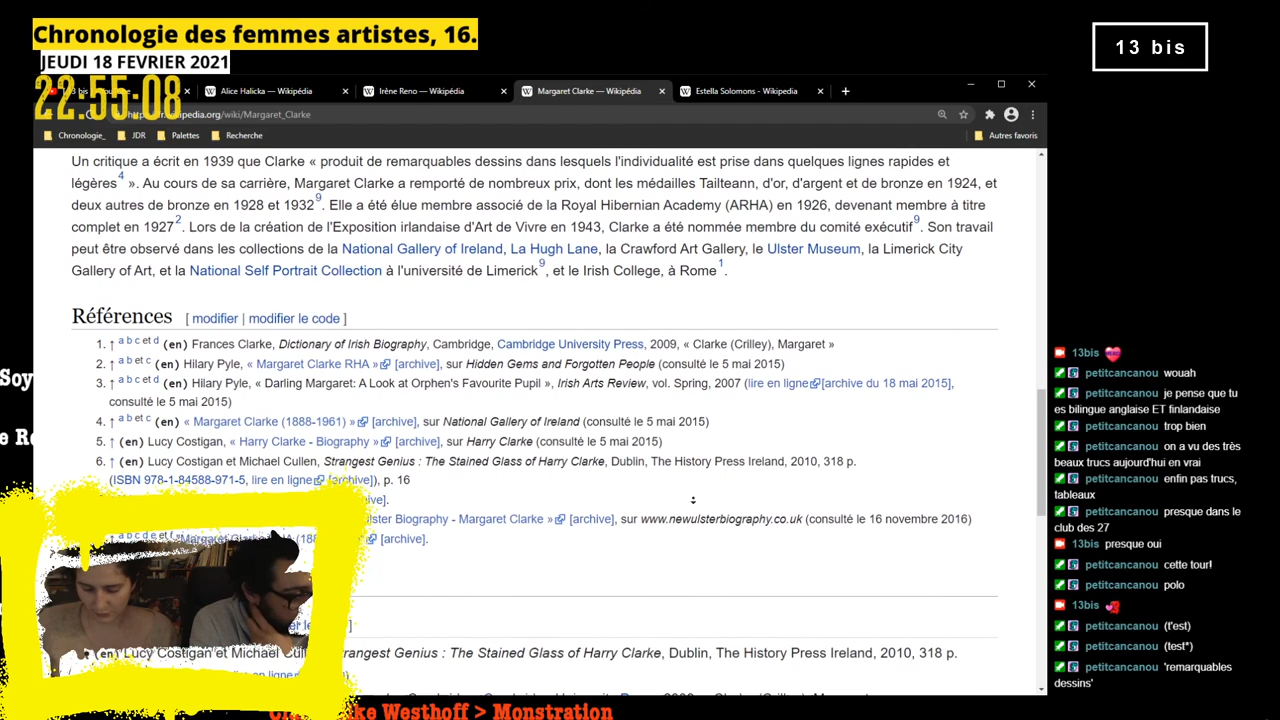 Chronologie des femmes artistes, 16.
JEUDI 18 FEVRIER 2021
22:55:08
13 bis
Alice Halicka — Wikipédia
Irène Reno — Wikipédia
Margaret Clarke — Wikipédia
Estella Solomons - Wikipedia
.wikipedia.org/wiki/Margaret_Clarke
Chronologie_
JDR
Palettes
Recherche
Autres favoris
Un critique a écrit en 1939 que Clarke « produit de remarquables dessins dans lesquels l'individualité est prise dans quelques lignes rapides et
légères4 ». Au cours de sa carrière, Margaret Clarke a remporté de nombreux prix, dont les médailles Tailteann, d'or, d'argent et de bronze en 1924, et
deux autres de bronze en 1928 et 19329. Elle a été élue membre associé de la Royal Hibernian Academy (ARHA) en 1926, devenant membre à titre
complet en 19272. Lors de la création de l'Exposition irlandaise d'Art de Vivre en 1943, Clarke a été nommée membre du comité exécutif9. Son travail
peut être observé dans les collections de la National Gallery of Ireland, La Hugh Lane, la Crawford Art Gallery, le Ulster Museum, la Limerick City
Gallery of Art, et la National Self Portrait Collection à l'université de Limerick9, et le Irish College, à Rome1.
Références [ modifier | modifier le code ]
1. ↑ a b c et d (en) Frances Clarke, Dictionary of Irish Biography, Cambridge, Cambridge University Press, 2009, « Clarke (Crilley), Margaret »
2. ↑ a b et c (en) Hilary Pyle, « Margaret Clarke RHA » [archive], sur Hidden Gems and Forgotten People (consulté le 5 mai 2015)
3. ↑ a b c et d (en) Hilary Pyle, « Darling Margaret: A Look at Orphen's Favourite Pupil », Irish Arts Review, vol. Spring, 2007 (lire en ligne [archive du 18 mai 2015],
consulté le 5 mai 2015)
4. ↑ a b et c (en) « Margaret Clarke (1888-1961) » [archive], sur National Gallery of Ireland (consulté le 5 mai 2015)
5. ↑ (en) Lucy Costigan, « Harry Clarke - Biography » [archive], sur Harry Clarke (consulté le 5 mai 2015)
6. ↑ (en) Lucy Costigan et Michael Cullen, Strangest Genius : The Stained Glass of Harry Clarke, Dublin, The History Press Ireland, 2010, 318 p.
(ISBN 978-1-84588-971-5, lire en ligne [archive]), p. 16
Ulster Biography - Margaret Clarke » [archive], sur www.newulsterbiography.co.uk (consulté le 16 novembre 2016)
[archive].
(en) Lucy Costigan et Michael Cullen, Strangest Genius : The Stained Glass of Harry Clarke, Dublin, The History Press Ireland, 2010, 318 p.
Westhoff > Monstration
13bis
petitcancanou wouah
petitcancanou je pense que tu
es bilingue anglaise ET finlandaise
petitcancanou trop bien
petitcancanou on a vu des très
beaux trucs aujourd'hui en vrai
petitcancanou enfin pas trucs,
tableaux
petitcancanou presque dans le
club des 27
13bis presque oui
petitcancanou cette tour!
petitcancanou polo
13bis
petitcancanou (t'est)
petitcancanou (test*)
petitcancanou 'remarquables
dessins'